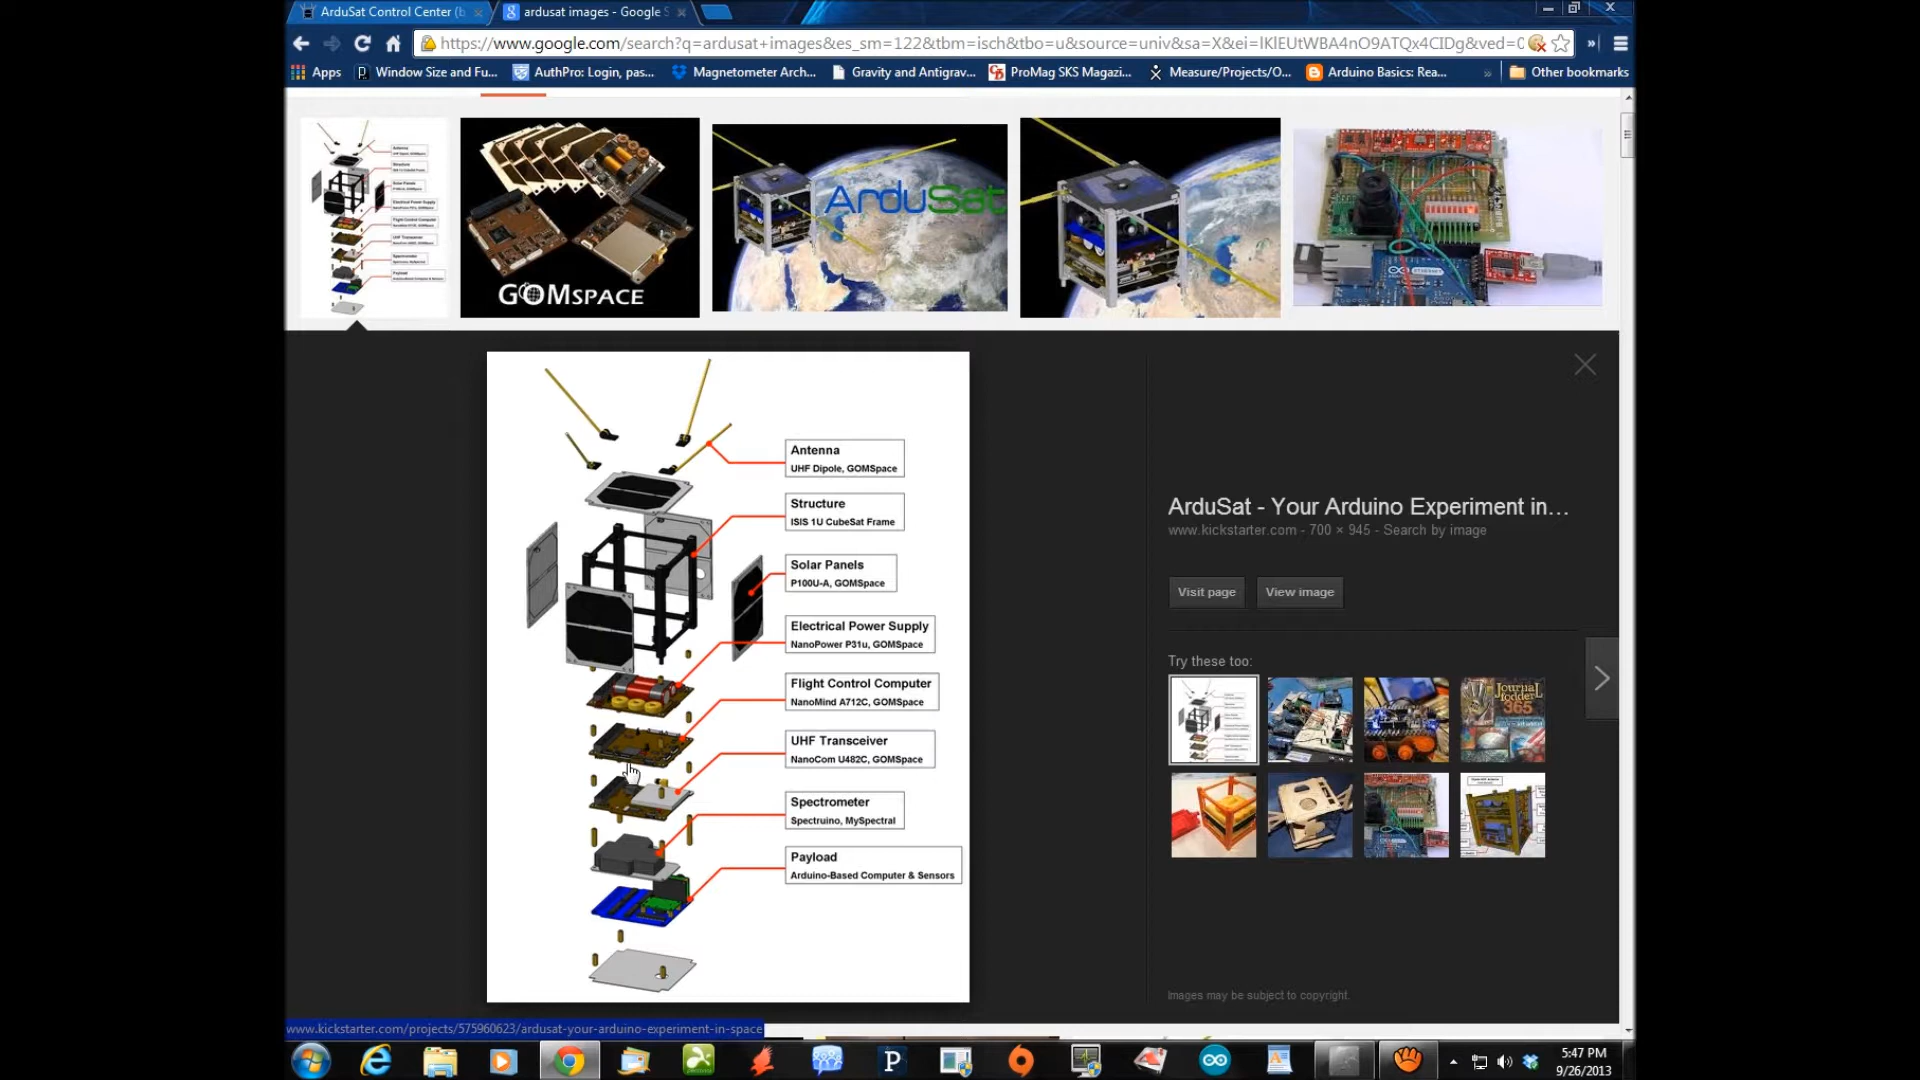 ArduSat Control Center (b
ardusat images - Google S
https://www.google.com/search?q=ardusat+images&es_sm=122&tbm=isch&tbo=u&source=univ&sa=X&ei=lKlEUtWBA4nO9ATQx4CIDg&ved=0
Apps
Window Size and Fu...
AuthPro: Login, pas...
Magnetometer Arch...
Gravity and Antigrav...
ProMag SKS Magazi...
Measure/Projects/O...
Arduino Basics: Rea...
Other bookmarks
GOMSPACE
ArduSat
Antenna
UHF Dipole, GOMSpace
Structure
ISIS 1U CubeSat Frame
Solar Panels
P100U-A, GOMSpace
Electrical Power Supply
NanoPower P31u, GOMSpace
Flight Control Computer
NanoMind A712C, GOMSpace
UHF Transceiver
NanoCom U482C, GOMSpace
Spectrometer
Spectruino, MySpectral
Payload
Arduino-Based Computer & Sensors
ArduSat - Your Arduino Experiment in...
www.kickstarter.com - 700 × 945 - Search by image
Visit page
View image
Try these too:
Journal
fodder
365
Images may be subject to copyright.
www.kickstarter.com/projects/575960623/ardusat-your-arduino-experiment-in-space
5:47 PM
9/26/2013